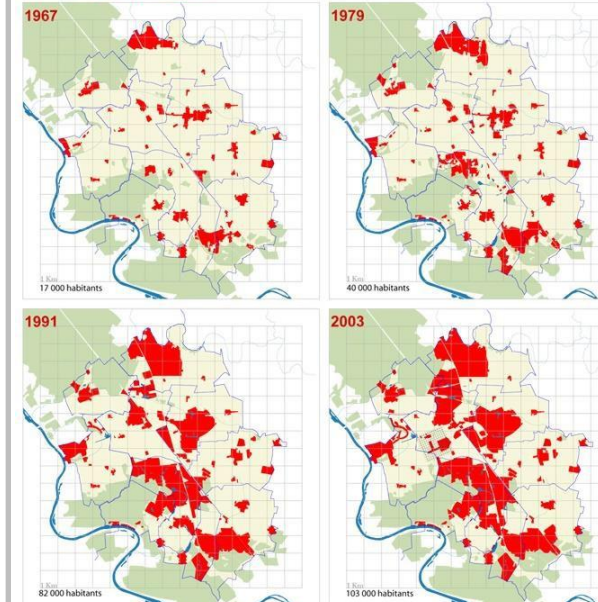 1967
1979
1 Km
17 000 habitants
1 Km
40 000 habitants
1991
2003
1 Km
82 000 habitants
1 Km
103 000 habitants